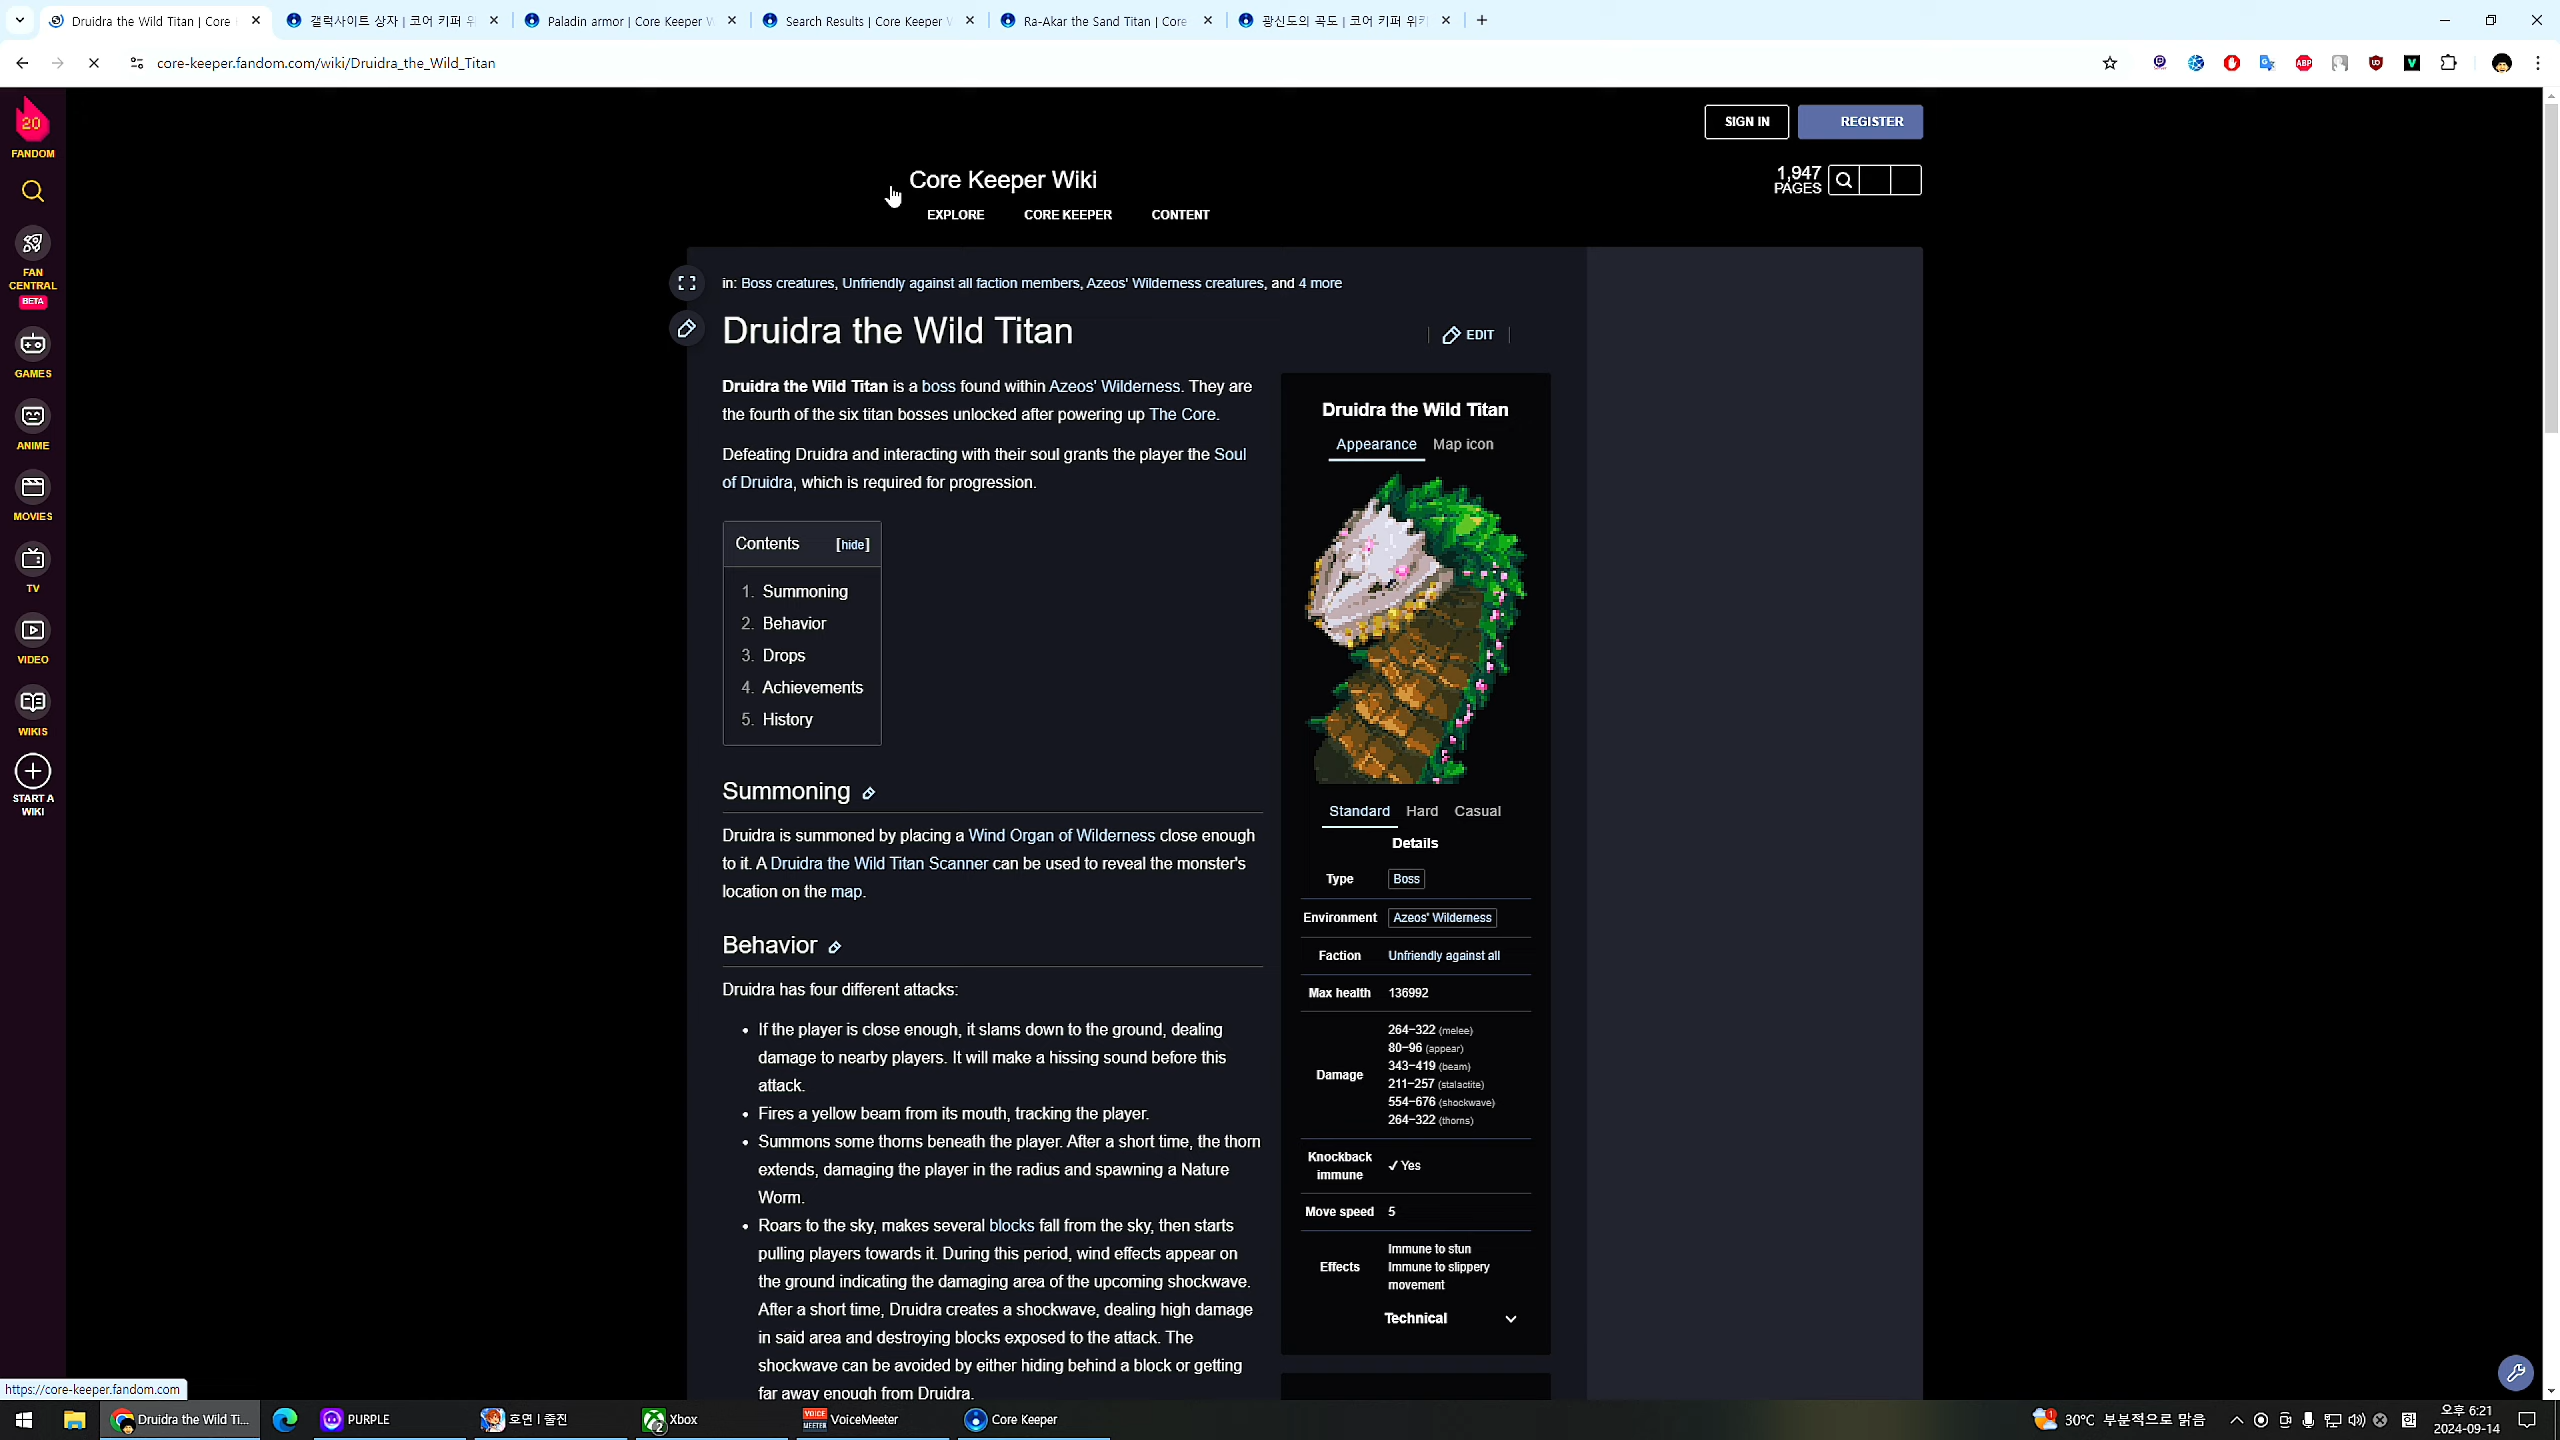 Druidra the Wild Titan | Core
갤럭사이트 상자 | 코어 키퍼 위
Paladin armor | Core Keeper W
Search Results | Core Keeper
Ra-Akar the Sand Titan | Core
광신도의 곡도 | 코어 키퍼 위키
core-keeper.fandom.com/wiki/Druidra_the_Wild_Titan
20
FANDOM
FAN CENTRAL
BETA
GAMES
ANIME
MOVIES
TV
VIDEO
WIKIS
START A WIKI
SIGN IN
REGISTER
Core Keeper Wiki
1,947
PAGES
EXPLORE
CORE KEEPER
CONTENT
in: Boss creatures, Unfriendly against all faction members, Azeos' Wilderness creatures, and 4 more
Druidra the Wild Titan
EDIT
Druidra the Wild Titan is a boss found within Azeos' Wilderness. They are
the fourth of the six titan bosses unlocked after powering up The Core.
Defeating Druidra and interacting with their soul grants the player the Soul
of Druidra, which is required for progression.
Contents [hide]
1. Summoning
2. Behavior
3. Drops
4. Achievements
5. History
Summoning
Druidra is summoned by placing a Wind Organ of Wilderness close enough
to it. A Druidra the Wild Titan Scanner can be used to reveal the monster's
location on the map.
Behavior
Druidra has four different attacks:
• If the player is close enough, it slams down to the ground, dealing
damage to nearby players. It will make a hissing sound before this
attack.
• Fires a yellow beam from its mouth, tracking the player.
• Summons some thorns beneath the player. After a short time, the thorn
extends, damaging the player in the radius and spawning a Nature
Worm.
• Roars to the sky, makes several blocks fall from the sky, then starts
pulling players towards it. During this period, wind effects appear on
the ground indicating the damaging area of the upcoming shockwave.
After a short time, Druidra creates a shockwave, dealing high damage
in said area and destroying blocks exposed to the attack. The
shockwave can be avoided by either hiding behind a block or getting
far away enough from Druidra.
Druidra the Wild Titan
Appearance
Map icon
Standard
Hard
Casual
Details
Type Boss
Environment Azeos' Wilderness
Faction Unfriendly against all
Max health 136992
Damage
264–322 (melee)
80–96 (appear)
343–419 (beam)
211–257 (stalactite)
554–676 (shockwave)
264–322 (thorns)
Knockback immune ✓ Yes
Move speed 5
Effects
Immune to stun
Immune to slippery
movement
Technical
https://core-keeper.fandom.com
Druidra the Wild Ti...
PURPLE
호연 | 줄진
2
Xbox
VOICE MEETER
VoiceMeeter
Core Keeper
1
30°C 부분적으로 맑음
한
오후 6:21
2024-09-14